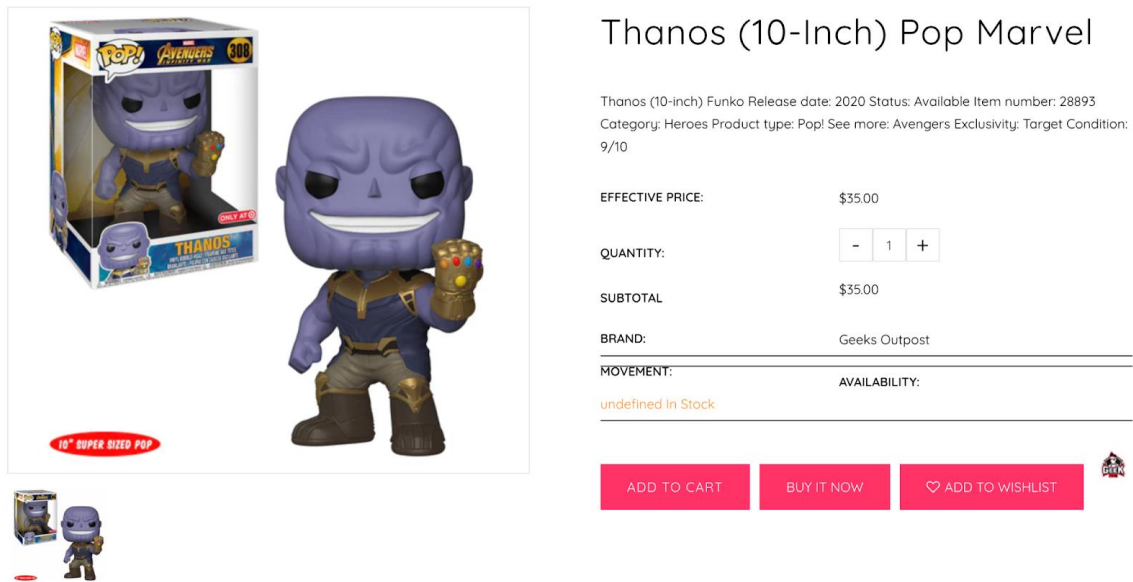 Thanos (10-Inch) Pop Marvel
Thanos (10-inch) Funko Release date: 2020 Status: Available Item number: 28893
Category: Heroes Product type: Pop! See more: Avengers Exclusivity: Target Condition:
9/10
EFFECTIVE PRICE: $35.00
QUANTITY: - 1 +
SUBTOTAL $35.00
BRAND: Geeks Outpost
MOVEMENT: AVAILABILITY:
undefined In Stock
ADD TO CART BUY IT NOW ADD TO WISHLIST
GEEK
POP!
MARVEL
AVENGERS
INFINITY WAR
308
ONLY AT
THANOS
10" SUPER SIZED POP